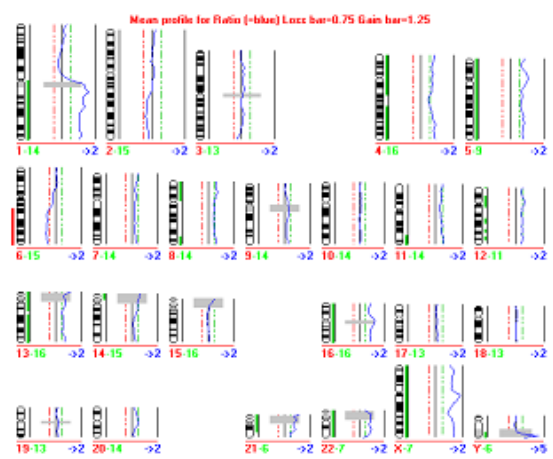 Mean profile for Ratio (=blue) Loss bar=0.75 Gain bar=1.25
1-14 ->2 2-15 ->2 3-13 ->2 4-16 ->2 5-9 ->2
6-15 ->2 7-14 ->2 8-14 ->2 9-14 ->2 10-14 ->2 11-14 ->2 12-11 ->2
13-16 ->2 14-15 ->2 15-16 ->2 16-16 ->2 17-13 ->2 18-13 ->2
19-13 ->2 20-14 ->2 21-6 ->2 22-7 ->2 X-7 ->2 Y-6 ->5